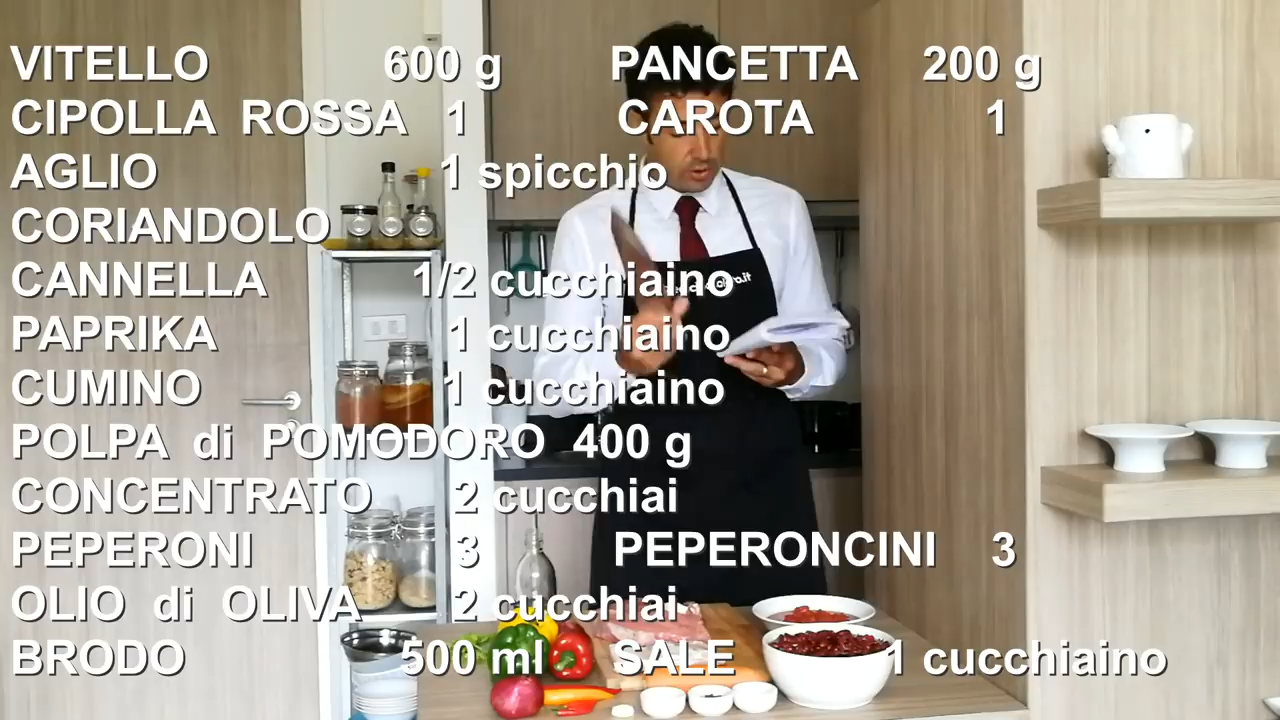 VITELLO 600 g PANCETTA 200 g
CIPOLLA ROSSA 1 CAROTA 1
AGLIO 1 spicchio
CORIANDOLO
CANNELLA 1/2 cucchiaino
PAPRIKA 1 cucchiaino
CUMINO 1 cucchiaino
POLPA di POMODORO 400 g
CONCENTRATO 2 cucchiai
PEPERONI 3 PEPERONCINI 3
OLIO di OLIVA 2 cucchiai
BRODO 500 ml SALE 1 cucchiaino